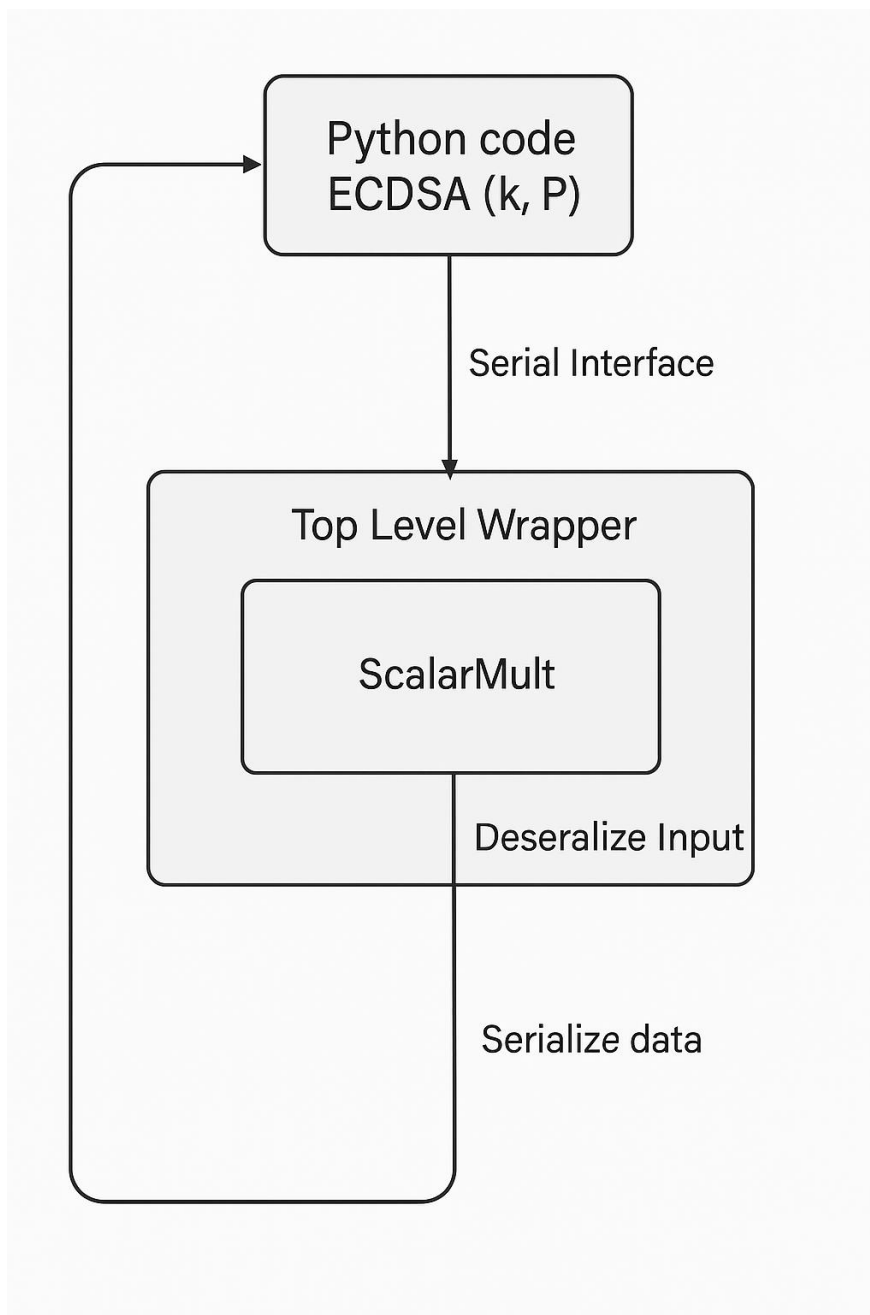 Python code
ECDSA (k, P)
Serial Interface
Top Level Wrapper
ScalarMult
Deseralize Input
Serialize data